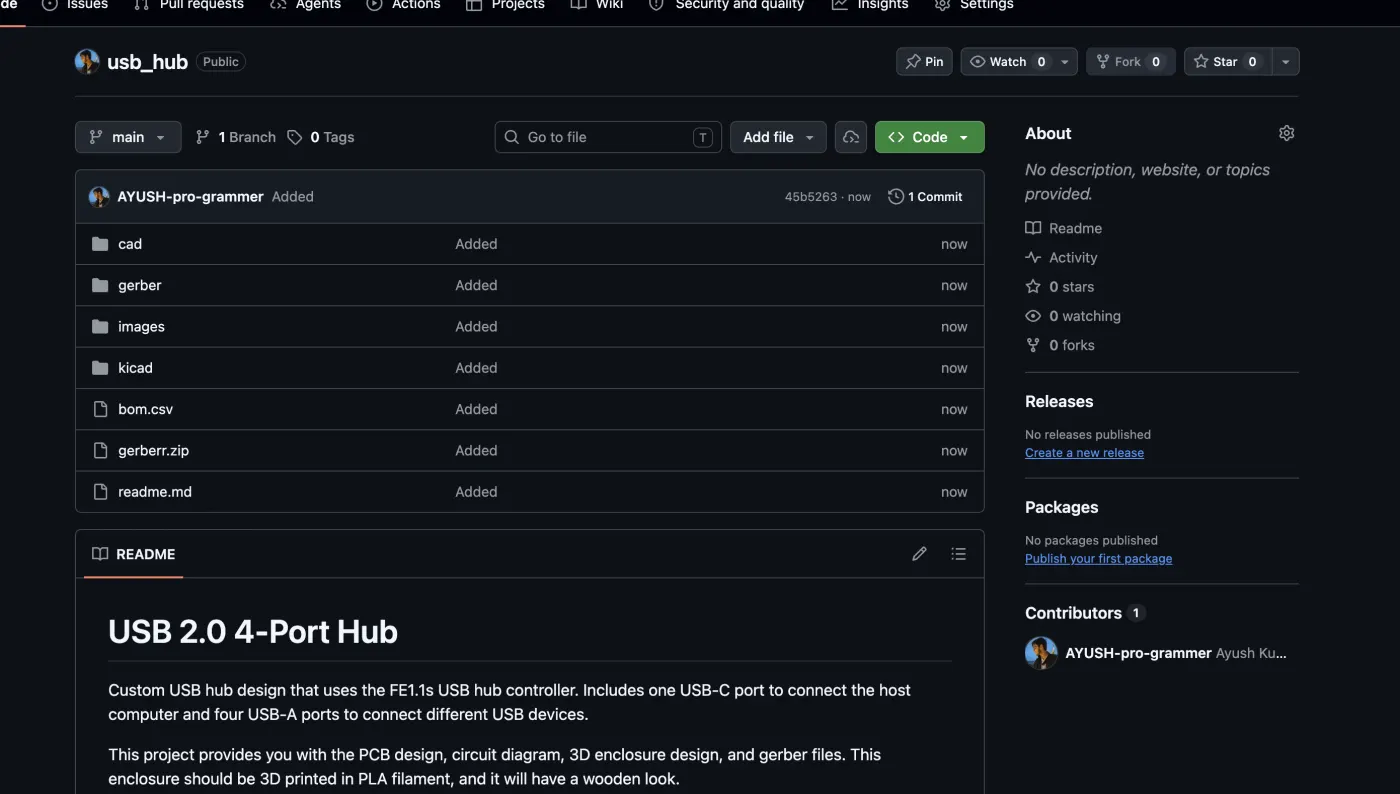 de Issues Pull requests Agents Actions Projects Wiki Security and quality Insights Settings
usb_hub Public Pin Watch 0 Fork 0 Star 0
main 1 Branch 0 Tags Go to file T Add file Code
AYUSH-pro-grammer Added 45b5263 · now 1 Commit
cad Added now
gerber Added now
images Added now
kicad Added now
bom.csv Added now
gerberr.zip Added now
readme.md Added now
README
USB 2.0 4-Port Hub
Custom USB hub design that uses the FE1.1s USB hub controller. Includes one USB-C port to connect the host
computer and four USB-A ports to connect different USB devices.
This project provides you with the PCB design, circuit diagram, 3D enclosure design, and gerber files. This
enclosure should be 3D printed in PLA filament, and it will have a wooden look.
About
No description, website, or topics
provided.
Readme
Activity
0 stars
0 watching
0 forks
Releases
No releases published
Create a new release
Packages
No packages published
Publish your first package
Contributors 1
AYUSH-pro-grammer Ayush Ku...